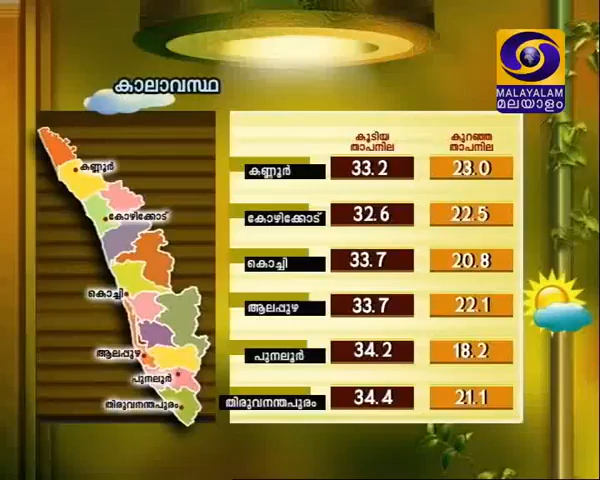 MALAYALAM
മലയാളം
കാലാവസ്ഥ
കൂടിയ താപനില
കുറഞ്ഞ താപനില
കണ്ണൂർ 33.2 23.0
കോഴിക്കോട് 32.6 22.5
കൊച്ചി 33.7 20.8
ആലപ്പുഴ 33.7 22.1
പുനലൂർ 34.2 18.2
തിരുവനന്തപുരം 34.4 21.1
കണ്ണൂർ
കോഴിക്കോട്
കൊച്ചി
ആലപ്പുഴ
പുനലൂർ
തിരുവനന്തപുരം